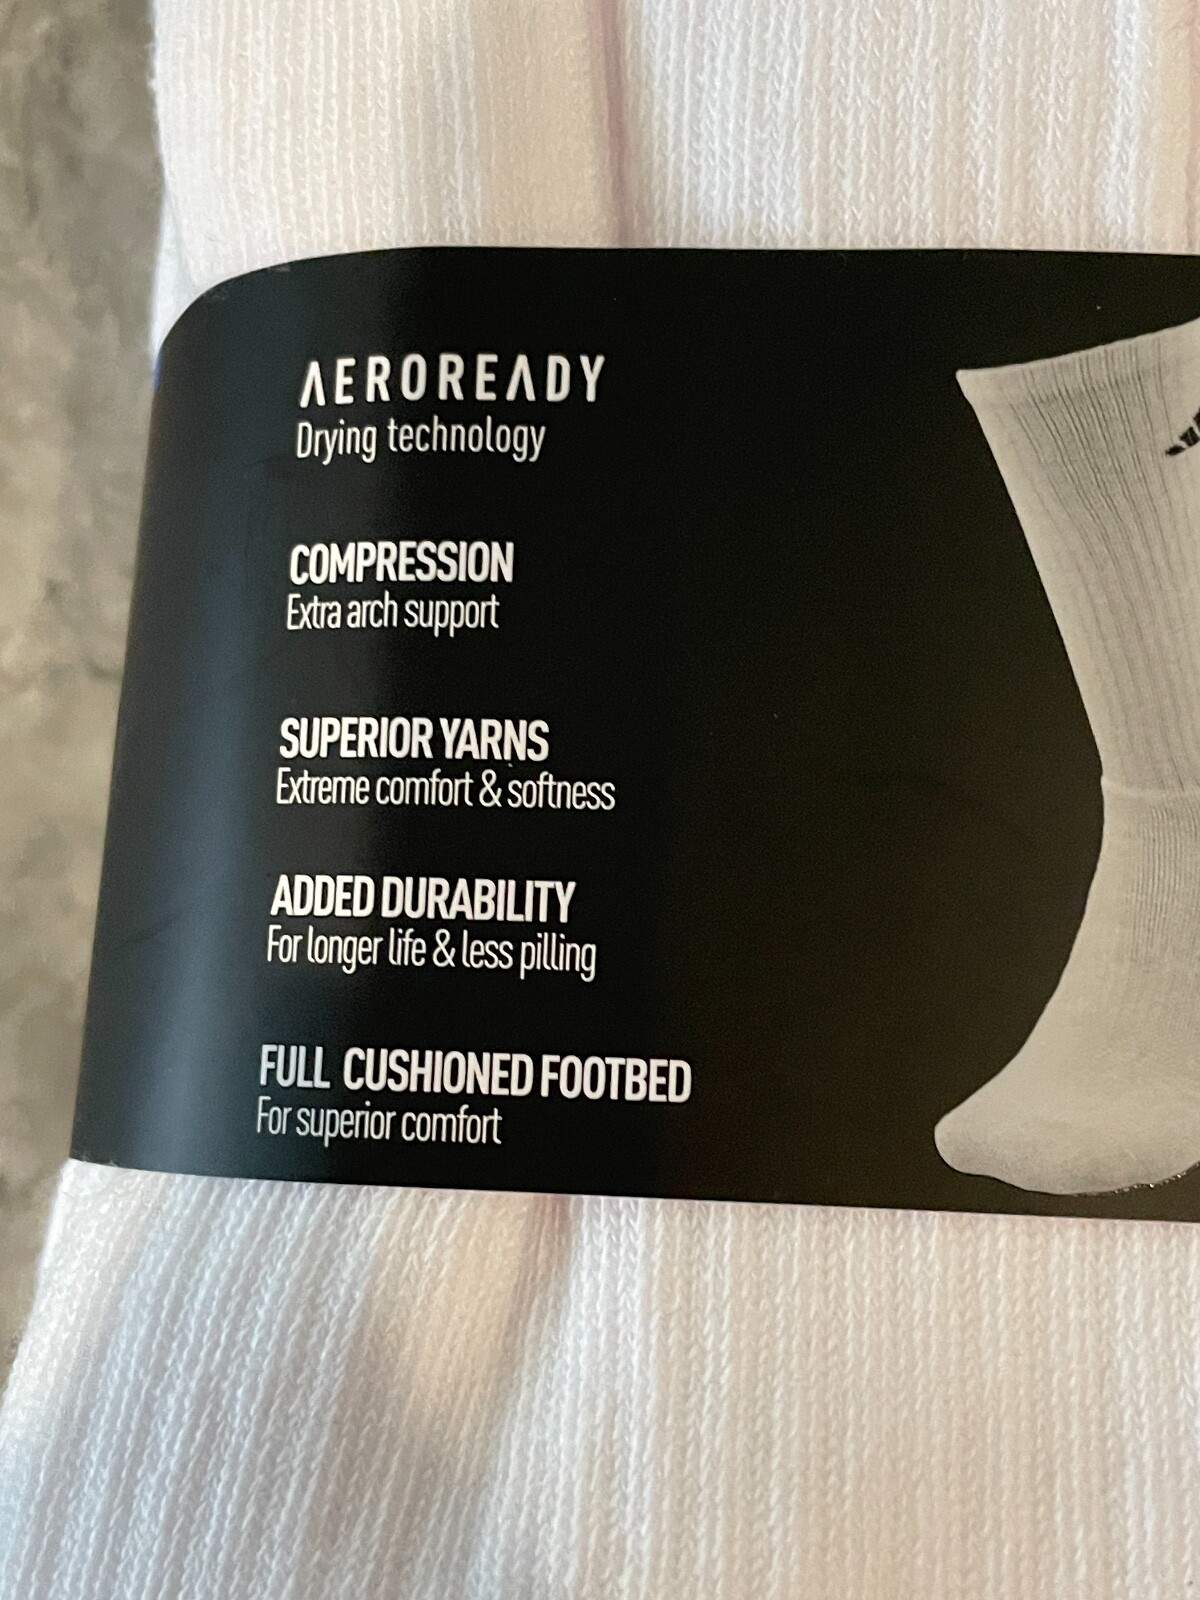 AEROREADY
Drying technology
COMPRESSION
Extra arch support
SUPERIOR YARNS
Extreme comfort & softness
ADDED DURABILITY
For longer life & less pilling
FULL CUSHIONED FOOTBED
For superior comfort